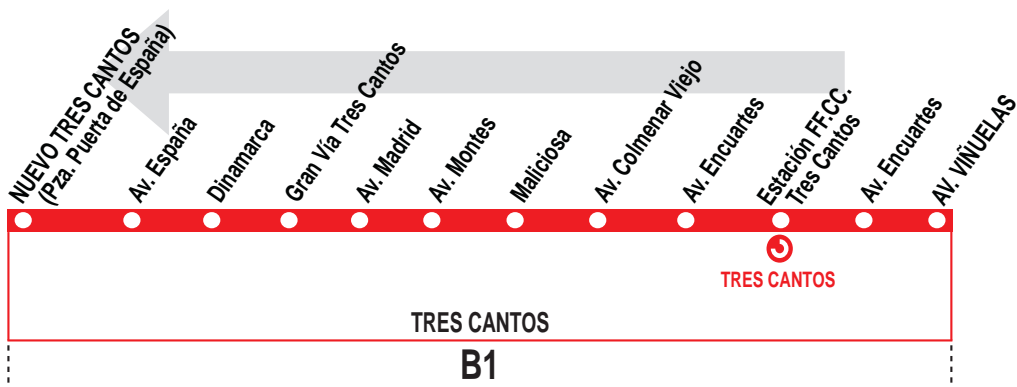 NUEVO TRES CANTOS
(Pza. Puerta de España)
Av. España
Dinamarca
Gran Vía Tres Cantos
Av. Madrid
Av. Montes
Maliciosa
Av. Colmenar Viejo
Av. Encuartes
Estación FF.CC.
Tres Cantos
Av. Encuartes
AV. VIÑUELAS
TRES CANTOS
TRES CANTOS
B1